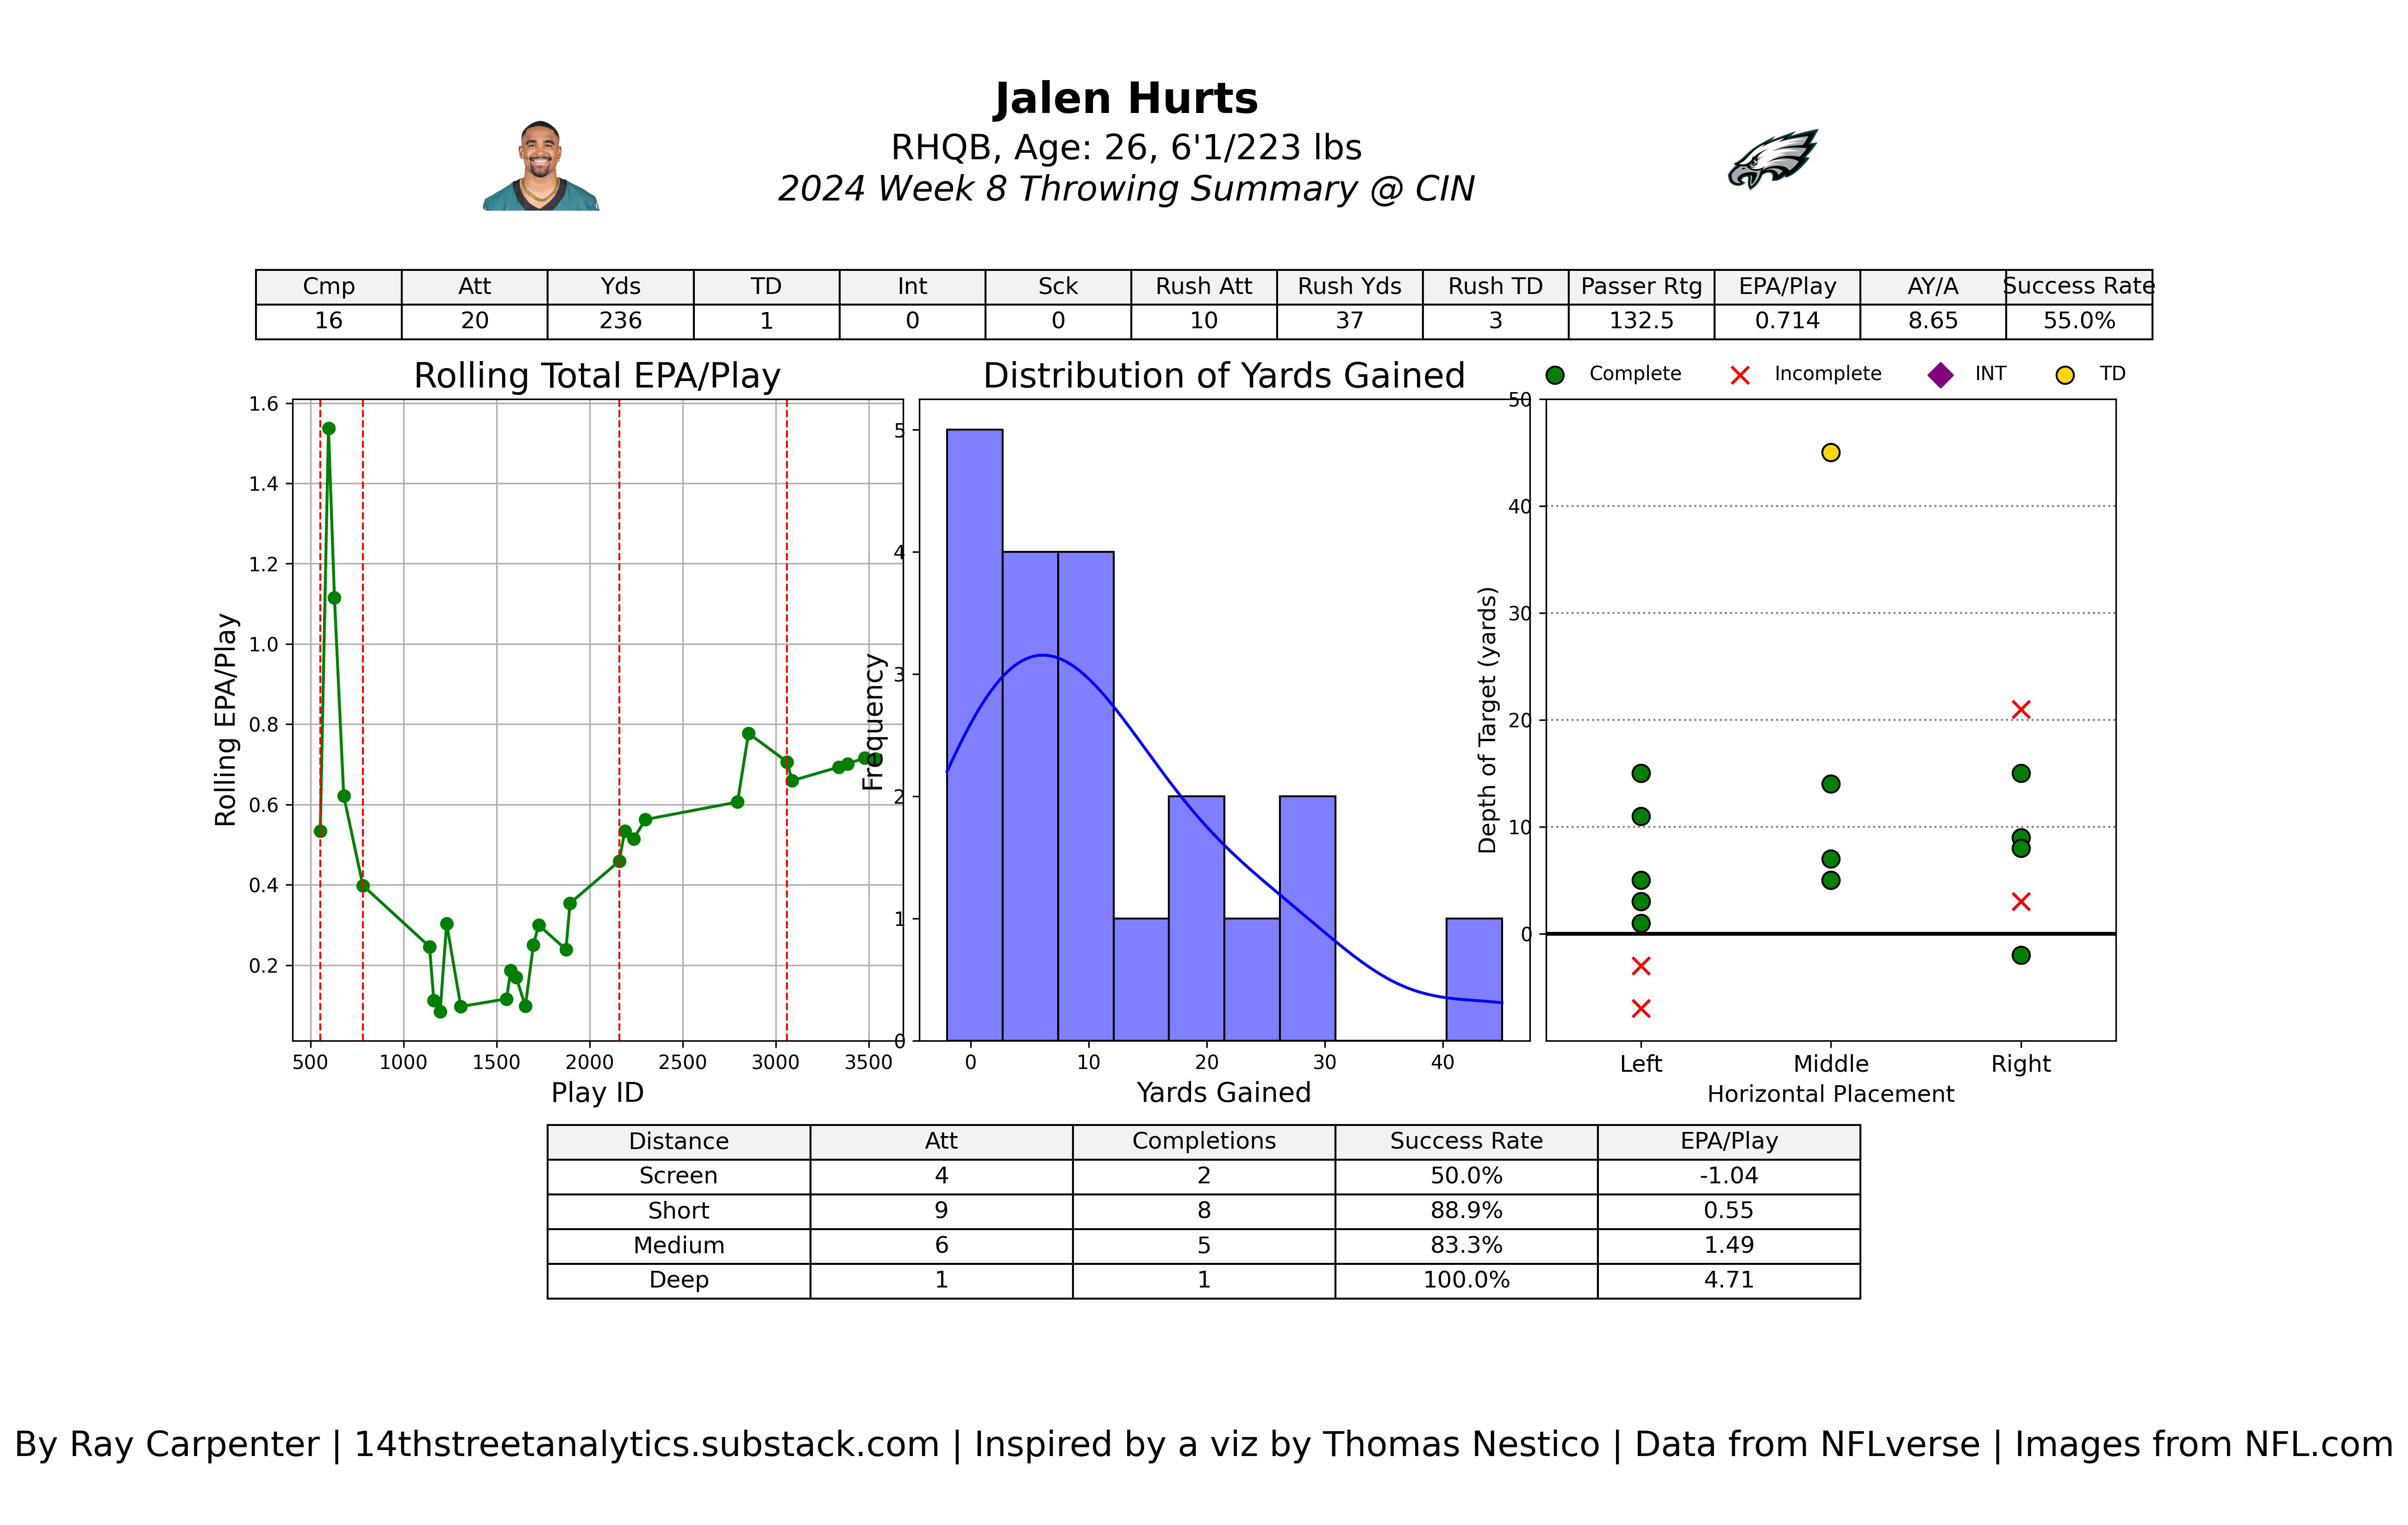 Jalen Hurts
RHQB, Age: 26, 6'1/223 lbs
2024 Week 8 Throwing Summary @ CIN
Cmp Att Yds TD Int Sck Rush Att Rush Yds Rush TD Passer Rtg EPA/Play AY/A Success Rate
16 20 236 1 0 0 10 37 3 132.5 0.714 8.65 55.0%
Rolling Total EPA/Play
1.6
1.4
1.2
1.0
0.8
0.6
0.4
0.2
Rolling EPA/Play
500 1000 1500 2000 2500 3000 3500
Play ID
Distribution of Yards Gained
5
4
3
2
1
0
Frequency
0 10 20 30 40
Yards Gained
Complete Incomplete INT TD
50
40
30
20
10
0
Depth of Target (yards)
Left Middle Right
Horizontal Placement
Distance Att Completions Success Rate EPA/Play
Screen 4 2 50.0% -1.04
Short 9 8 88.9% 0.55
Medium 6 5 83.3% 1.49
Deep 1 1 100.0% 4.71
By Ray Carpenter | 14thstreetanalytics.substack.com | Inspired by a viz by Thomas Nestico | Data from NFLverse | Images from NFL.com